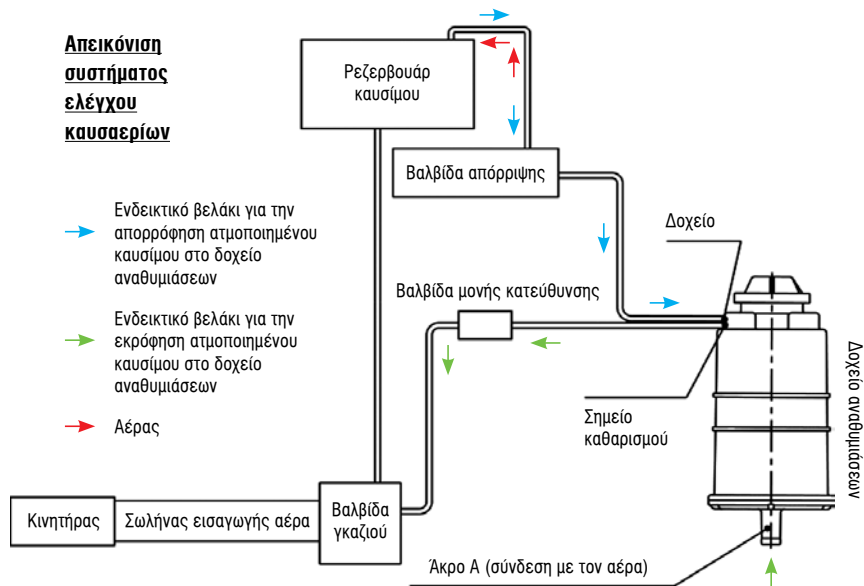 Απεικόνιση
συστήματος
ελέγχου
καυσαερίων
Ρεζερβουάρ
καυσίμου
Βαλβίδα απόρριψης
Ενδεικτικό βελάκι για την
απορρόφηση ατμοποιημένου
καυσίμου στο δοχείο
αναθυμιάσεων
Δοχείο
Βαλβίδα μονής κατεύθυνσης
Ενδεικτικό βελάκι για την
εκρόφηση ατμοποιημένου
καυσίμου στο δοχείο
αναθυμιάσεων
Δοχείο αναθυμιάσεων
Αέρας
Σημείο
καθαρισμού
Κινητήρας
Σωλήνας εισαγωγής αέρα
Βαλβίδα
γκαζιού
Άκρο Α (σύνδεση με τον αέρα)